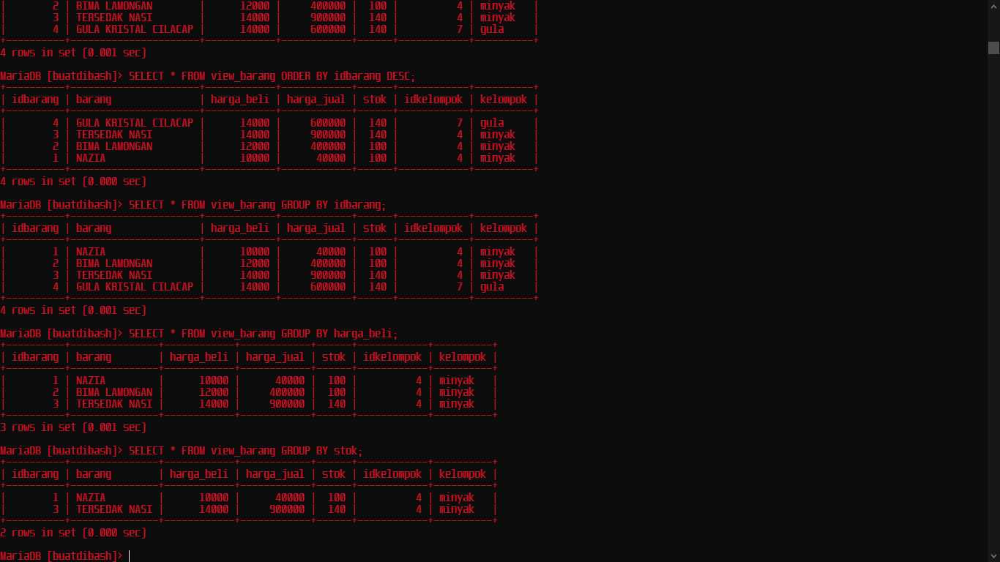 |        2 | BIMA LAMONGAN        |      12000 |     400000 |  100 |          4 | minyak   |
|        3 | TERSEDAK NASI        |      14000 |     900000 |  140 |          4 | minyak   |
|        4 | GULA KRISTAL CILACAP |      14000 |     600000 |  140 |          7 | gula     |
+----------+----------------------+------------+------------+------+------------+----------+
4 rows in set (0.001 sec)
MariaDB [buatdibash]> SELECT * FROM view_barang ORDER BY idbarang DESC;
+----------+----------------------+------------+------------+------+------------+----------+
| idbarang | barang               | harga_beli | harga_jual | stok | idkelompok | kelompok |
+----------+----------------------+------------+------------+------+------------+----------+
|        4 | GULA KRISTAL CILACAP |      14000 |     600000 |  140 |          7 | gula     |
|        3 | TERSEDAK NASI        |      14000 |     900000 |  140 |          4 | minyak   |
|        2 | BIMA LAMONGAN        |      12000 |     400000 |  100 |          4 | minyak   |
|        1 | NAZIA                |      10000 |      40000 |  100 |          4 | minyak   |
+----------+----------------------+------------+------------+------+------------+----------+
4 rows in set (0.000 sec)
MariaDB [buatdibash]> SELECT * FROM view_barang GROUP BY idbarang;
+----------+----------------------+------------+------------+------+------------+----------+
| idbarang | barang               | harga_beli | harga_jual | stok | idkelompok | kelompok |
+----------+----------------------+------------+------------+------+------------+----------+
|        1 | NAZIA                |      10000 |      40000 |  100 |          4 | minyak   |
|        2 | BIMA LAMONGAN        |      12000 |     400000 |  100 |          4 | minyak   |
|        3 | TERSEDAK NASI        |      14000 |     900000 |  140 |          4 | minyak   |
|        4 | GULA KRISTAL CILACAP |      14000 |     600000 |  140 |          7 | gula     |
+----------+----------------------+------------+------------+------+------------+----------+
4 rows in set (0.001 sec)
MariaDB [buatdibash]> SELECT * FROM view_barang GROUP BY harga_beli;
+----------+---------------+------------+------------+------+------------+----------+
| idbarang | barang        | harga_beli | harga_jual | stok | idkelompok | kelompok |
+----------+---------------+------------+------------+------+------------+----------+
|        1 | NAZIA         |      10000 |      40000 |  100 |          4 | minyak   |
|        2 | BIMA LAMONGAN |      12000 |     400000 |  100 |          4 | minyak   |
|        3 | TERSEDAK NASI |      14000 |     900000 |  140 |          4 | minyak   |
+----------+---------------+------------+------------+------+------------+----------+
3 rows in set (0.001 sec)
MariaDB [buatdibash]> SELECT * FROM view_barang GROUP BY stok;
+----------+---------------+------------+------------+------+------------+----------+
| idbarang | barang        | harga_beli | harga_jual | stok | idkelompok | kelompok |
+----------+---------------+------------+------------+------+------------+----------+
|        1 | NAZIA         |      10000 |      40000 |  100 |          4 | minyak   |
|        3 | TERSEDAK NASI |      14000 |     900000 |  140 |          4 | minyak   |
+----------+---------------+------------+------------+------+------------+----------+
2 rows in set (0.000 sec)
MariaDB [buatdibash]>